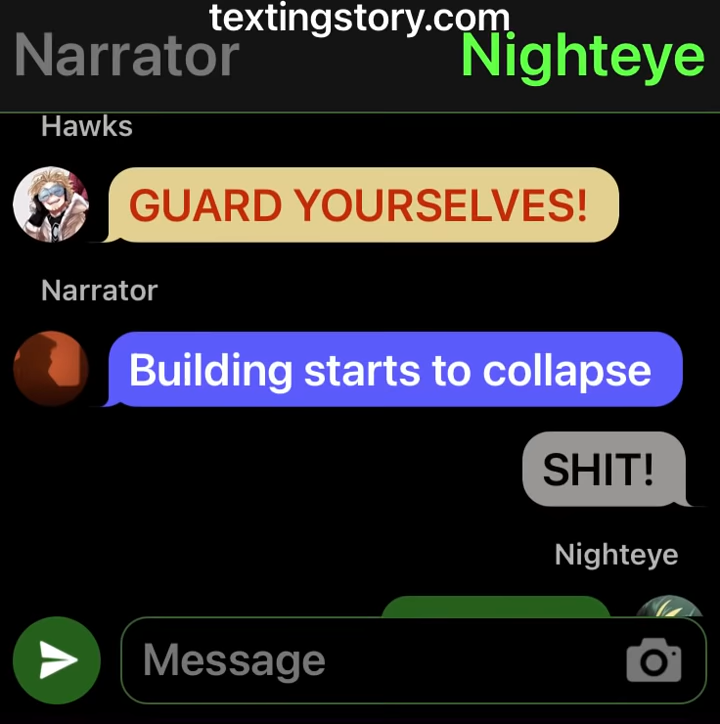 textingstory.com
Narrator Nighteye
Hawks
GUARD YOURSELVES!
Narrator
Building starts to collapse
SHIT!
Nighteye
Message